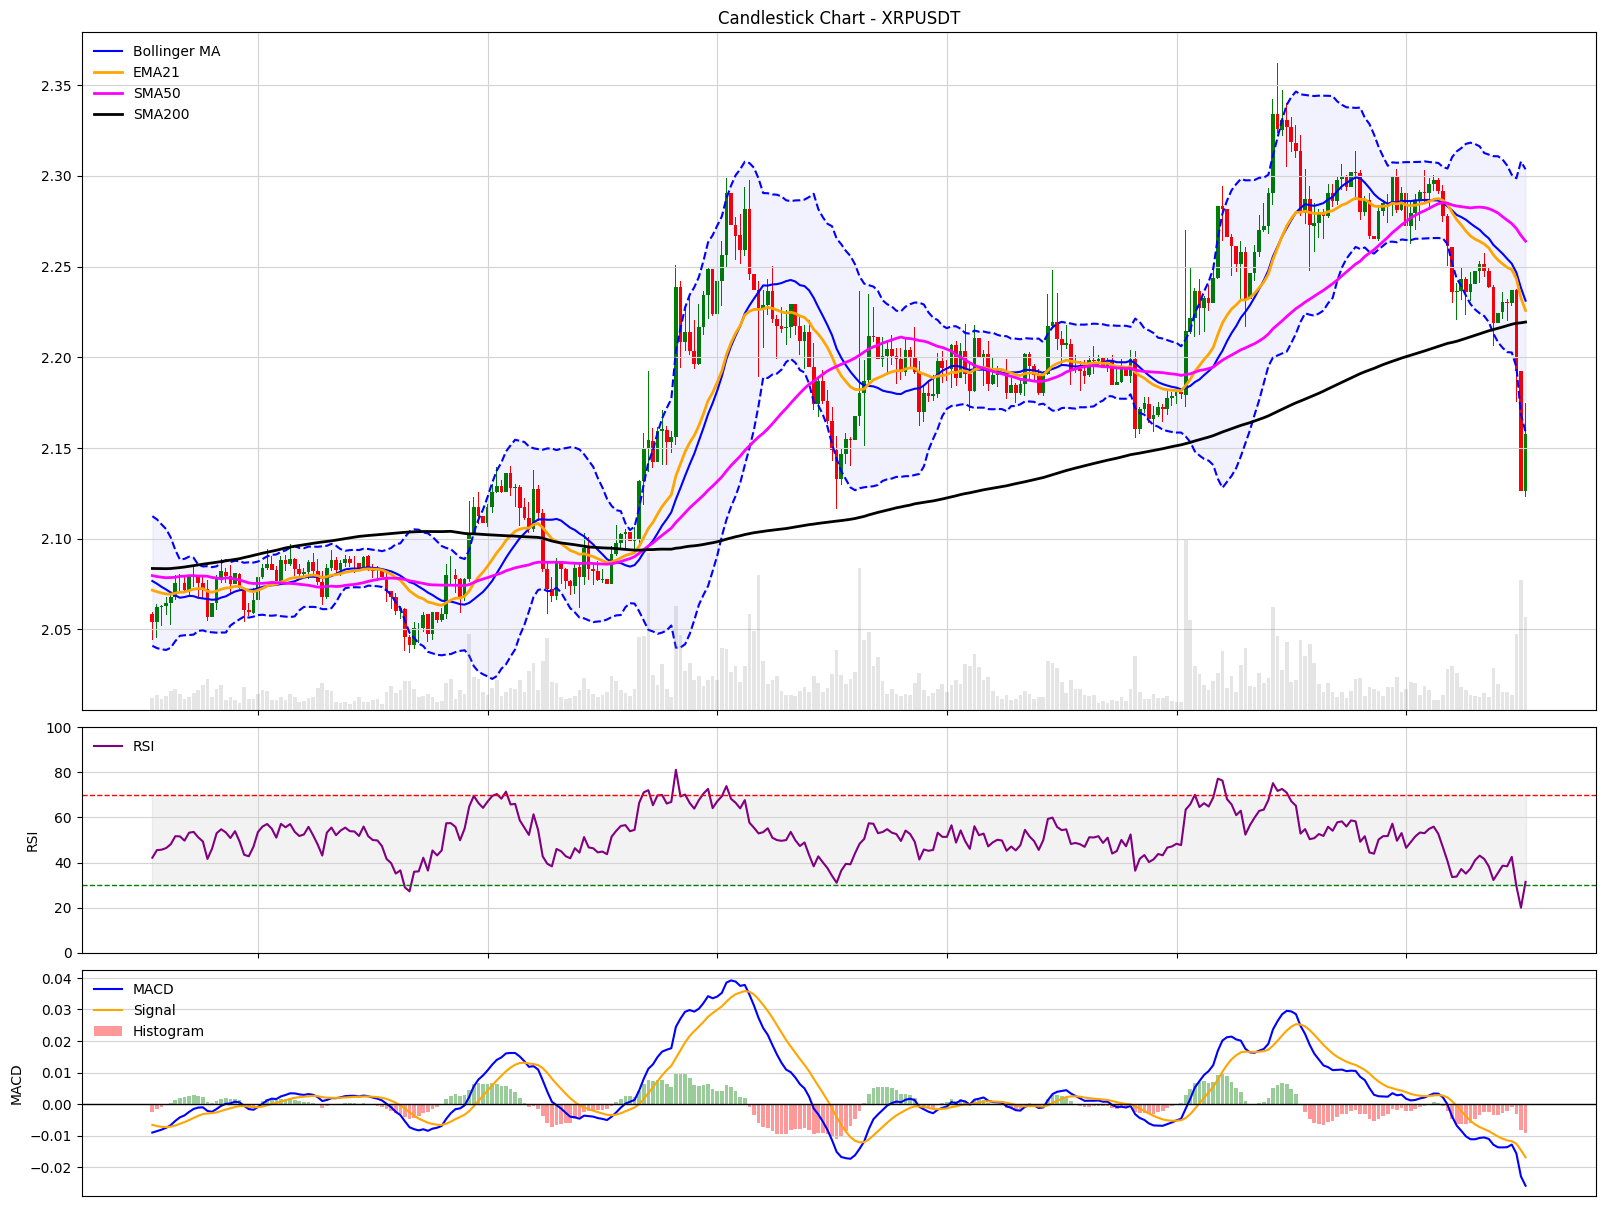 Candlestick Chart - XRPUSDT
Bollinger MA
EMA21
SMA50
SMA200
2.35
2.30
2.25
2.20
2.15
2.10
2.05
RSI
100
80
60
40
20
0
RSI
MACD
Signal
Histogram
0.04
0.03
0.02
0.01
0.00
−0.01
−0.02
MACD